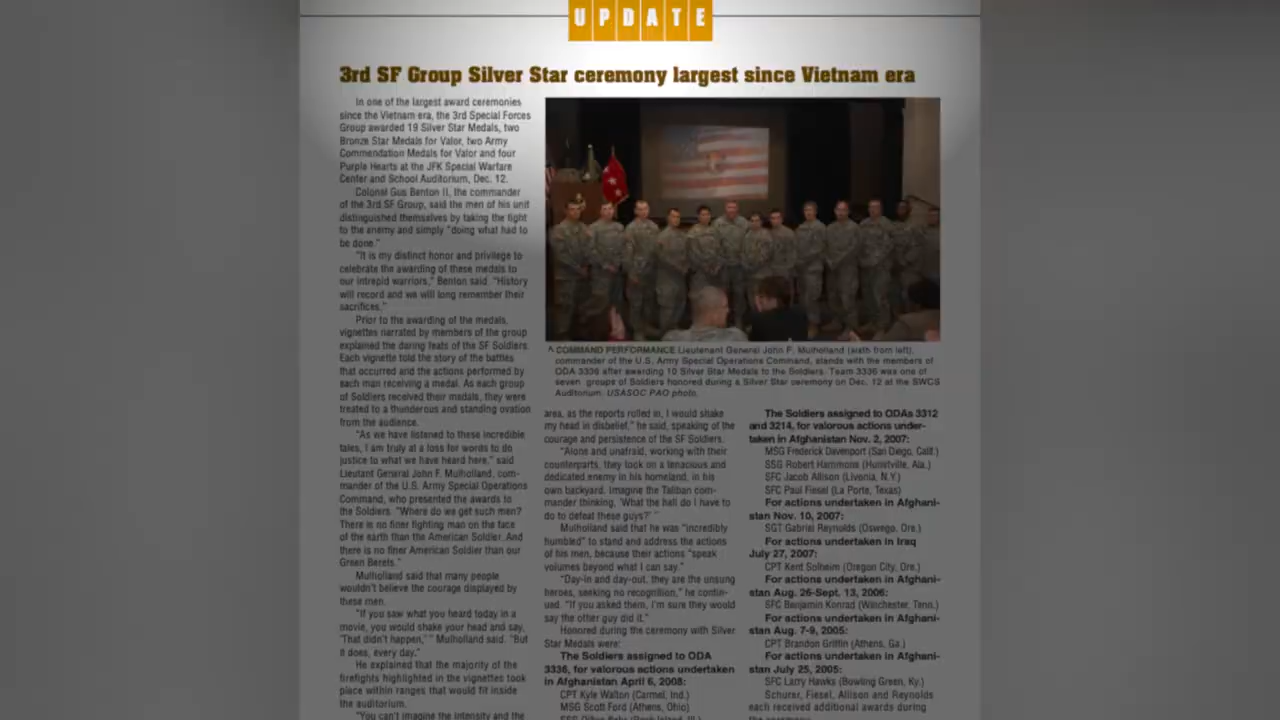 UPDATE
3rd SF Group Silver Star ceremony largest since Vietnam era
In one of the largest award ceremonies
since the Vietnam era, the 3rd Special Forces
Group awarded 19 Silver Star Medals, two
Bronze Star Medals for Valor, two Army
Commendation Medals for Valor and four
Purple Hearts at the JFK Special Warfare
Center and School Auditorium, Dec. 12.
Colonel Gus Benton II, the commander
of the 3rd SF Group, said the men of his unit
distinguished themselves by taking the fight
to the enemy and simply “doing what had to
be done.”
“It is my distinct honor and privilege to
celebrate the awarding of these medals to
our intrepid warriors,” Benton said. “History
will record and we will long remember their
sacrifices.”
Prior to the awarding of the medals,
vignettes narrated by members of the group
explained the daring feats of the SF Soldiers.
Each vignette told the story of the battles
that occurred and the actions performed by
each man receiving a medal. As each group
of Soldiers received their medals, they were
treated to a thunderous and standing ovation
from the audience.
“As we have listened to these incredible
tales, I am truly at a loss for words to do
justice to what we have heard here,” said
Lieutant General John F. Mulholland, com-
mander of the U.S. Army Special Operations
Command, who presented the awards to
the Soldiers. “Where do we get such men?
There is no finer fighting man on the face
of the earth than the American Soldier. And
there is no finer American Soldier than our
Green Berets.”
Mulholland said that many people
wouldn’t believe the courage displayed by
these men.
“If you saw what you heard today in a
movie, you would shake your head and say,
‘That didn’t happen,’ ” Mulholland said. “But
it does, every day.”
He explained that the majority of the
firefights highlighted in the vignettes took
place within ranges that would fit inside
the auditorium.
“You can’t imagine the intensity and the
^ COMMAND PERFORMANCE Lieutenant General John F. Mulholland (sixth from left),
commander of the U.S. Army Special Operations Command, stands with the members of
ODA 3336 after awarding 10 Silver Star Medals to the Soldiers. Team 3336 was one of
seven groups of Soldiers honored during a Silver Star ceremony on Dec. 12 at the SWCS
Auditorium. USASOC PAO photo.
area, as the reports rolled in, I would shake
my head in disbelief,” he said, speaking of the
courage and persistence of the SF Soldiers.
“Alone and unafraid, working with their
counterparts, they took on a tenacious and
dedicated enemy in his homeland, in his
own backyard. Imagine the Taliban com-
mander thinking, ‘What the hell do I have to
do to defeat these guys?’ ”
Mulholland said that he was “incredibly
humbled” to stand and address the actions
of his men, because their actions “speak
volumes beyond what I can say.”
“Day-in and day-out, they are the unsung
heroes, seeking no recognition,” he contin-
ued. “If you asked them, I’m sure they would
say the other guy did it.”
Honored during the ceremony with Silver
Star Medals were:
The Soldiers assigned to ODA
3336, for valorous actions undertaken
in Afghanistan April 6, 2008:
CPT Kyle Walton (Carmel, Ind.)
MSG Scott Ford (Athens, Ohio)
The Soldiers assigned to ODAs 3312
and 3214, for valorous actions under-
taken in Afghanistan Nov. 2, 2007:
MSG Frederick Davenport (San Diego, Calif.)
SSG Robert Hammons (Huntsville, Ala.)
SFC Jacob Allison (Livonia, N.Y.)
SFC Paul Fiesel (La Porte, Texas)
For actions undertaken in Afghani-
stan Nov. 10, 2007:
SGT Gabriel Reynolds (Oswego, Ore.)
For actions undertaken in Iraq
July 27, 2007:
CPT Kent Solheim (Oregon City, Ore.)
For actions undertaken in Afghani-
stan Aug. 26-Sept. 13, 2006:
SFC Benjamin Konrad (Winchester, Tenn.)
For actions undertaken in Afghani-
stan Aug. 7-9, 2005:
CPT Brandon Griffin (Athens, Ga.)
For actions undertaken in Afghani-
stan July 25, 2005:
SFC Larry Hawks (Bowling Green, Ky.)
Schurer, Fiesel, Allison and Reynolds
each received additional awards during